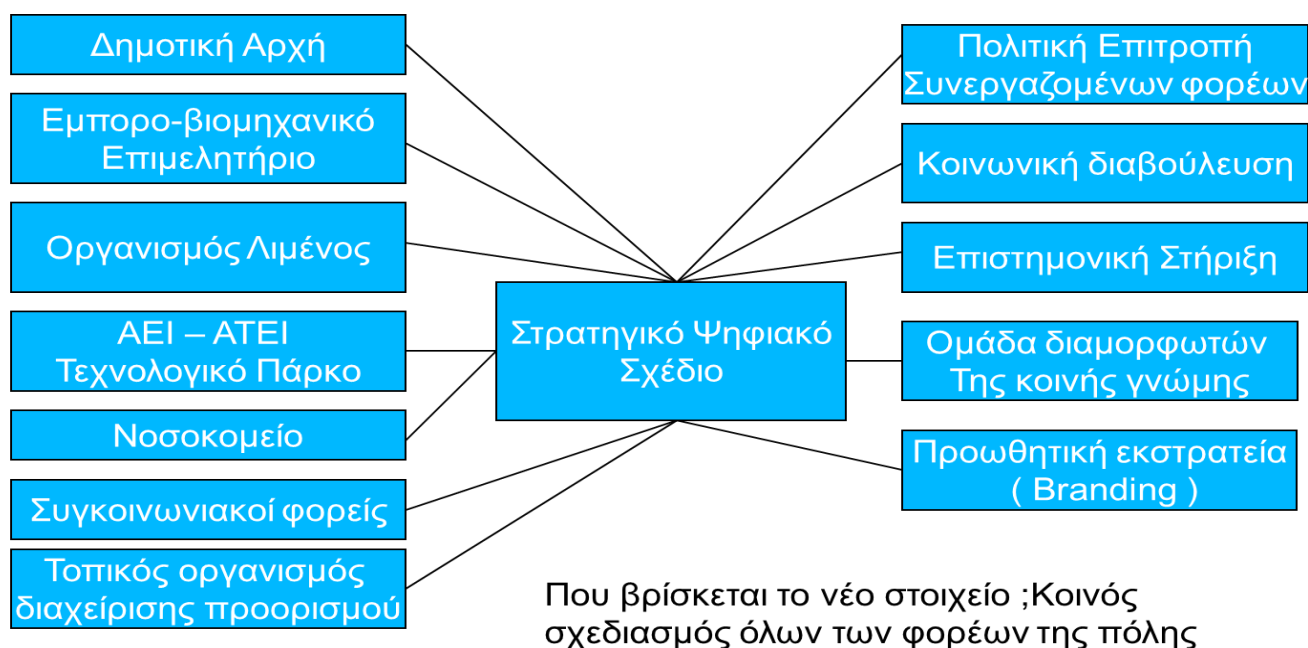 Δημοτική Αρχή
Εμπορο-βιομηχανικό
Επιμελητήριο
Οργανισμός Λιμένος
ΑΕΙ – ΑΤΕΙ
Τεχνολογικό Πάρκο
Νοσοκομείο
Συγκοινωνιακοί φορείς
Τοπικός οργανισμός
διαχείρισης προορισμού
Στρατηγικό Ψηφιακό
Σχέδιο
Πολιτική Επιτροπή
Συνεργαζομένων φορέων
Κοινωνική διαβούλευση
Επιστημονική Στήριξη
Ομάδα διαμορφωτών
Της κοινής γνώμης
Προωθητική εκστρατεία
( Branding )
Που βρίσκεται το νέο στοιχείο ;Κοινός
σχεδιασμός όλων των φορέων της πόλης